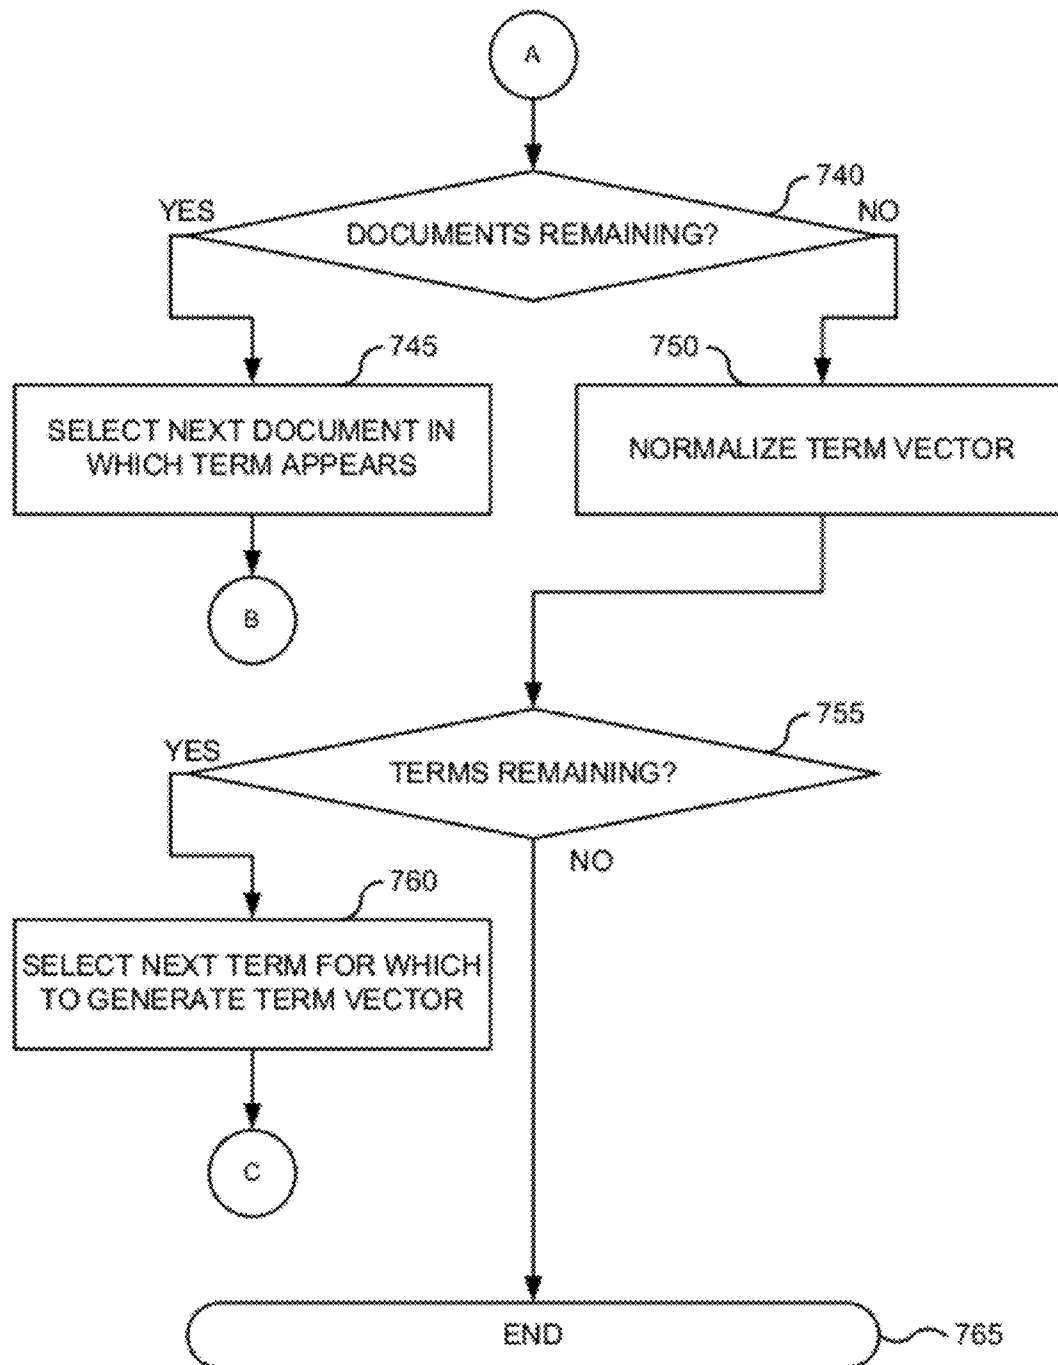 A
740
YES
NO
DOCUMENTS REMAINING?
745
750
SELECT NEXT DOCUMENT IN
WHICH TERM APPEARS
NORMALIZE TERM VECTOR
B
755
YES
TERMS REMAINING?
NO
760
SELECT NEXT TERM FOR WHICH
TO GENERATE TERM VECTOR
C
END
765